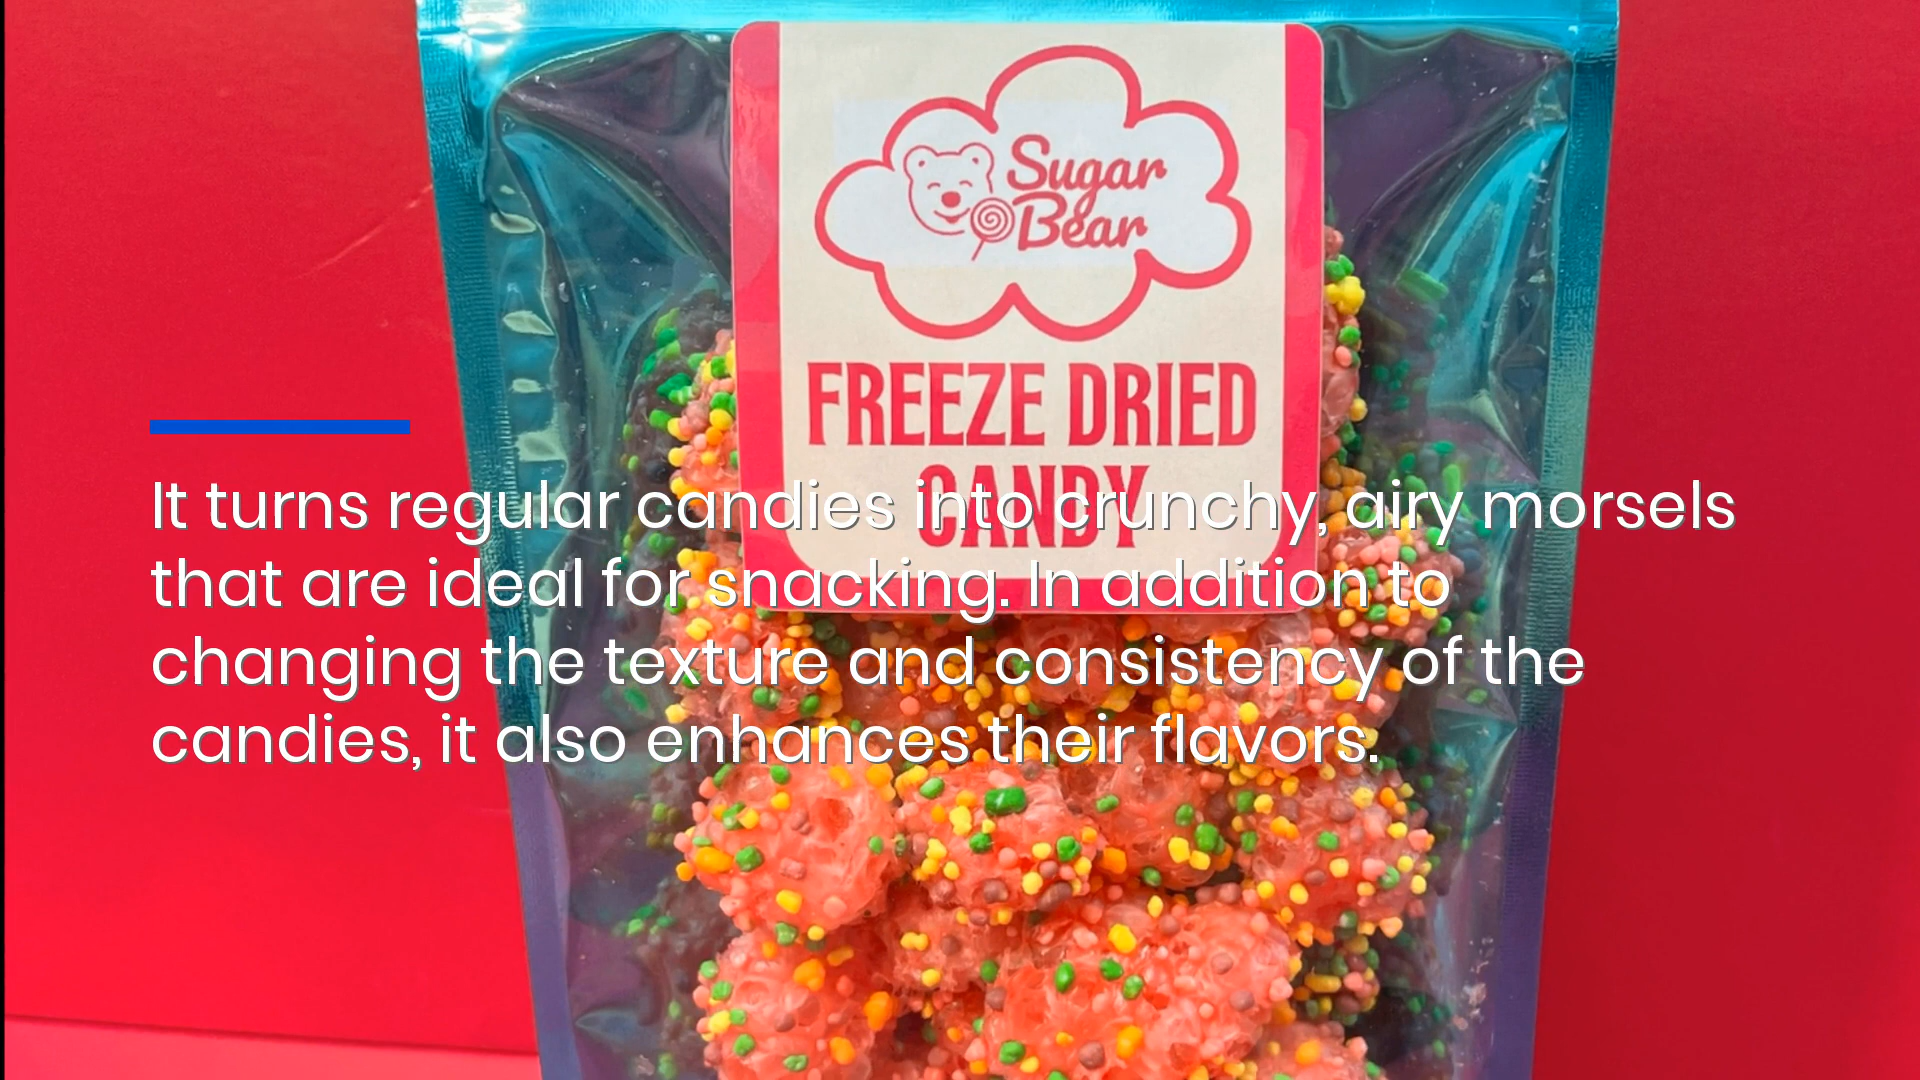 Sugar
Bear
FREEZE DRIED
CANDY
It turns regular candies into crunchy, airy morsels
that are ideal for snacking. In addition to
changing the texture and consistency of the
candies, it also enhances their flavors.